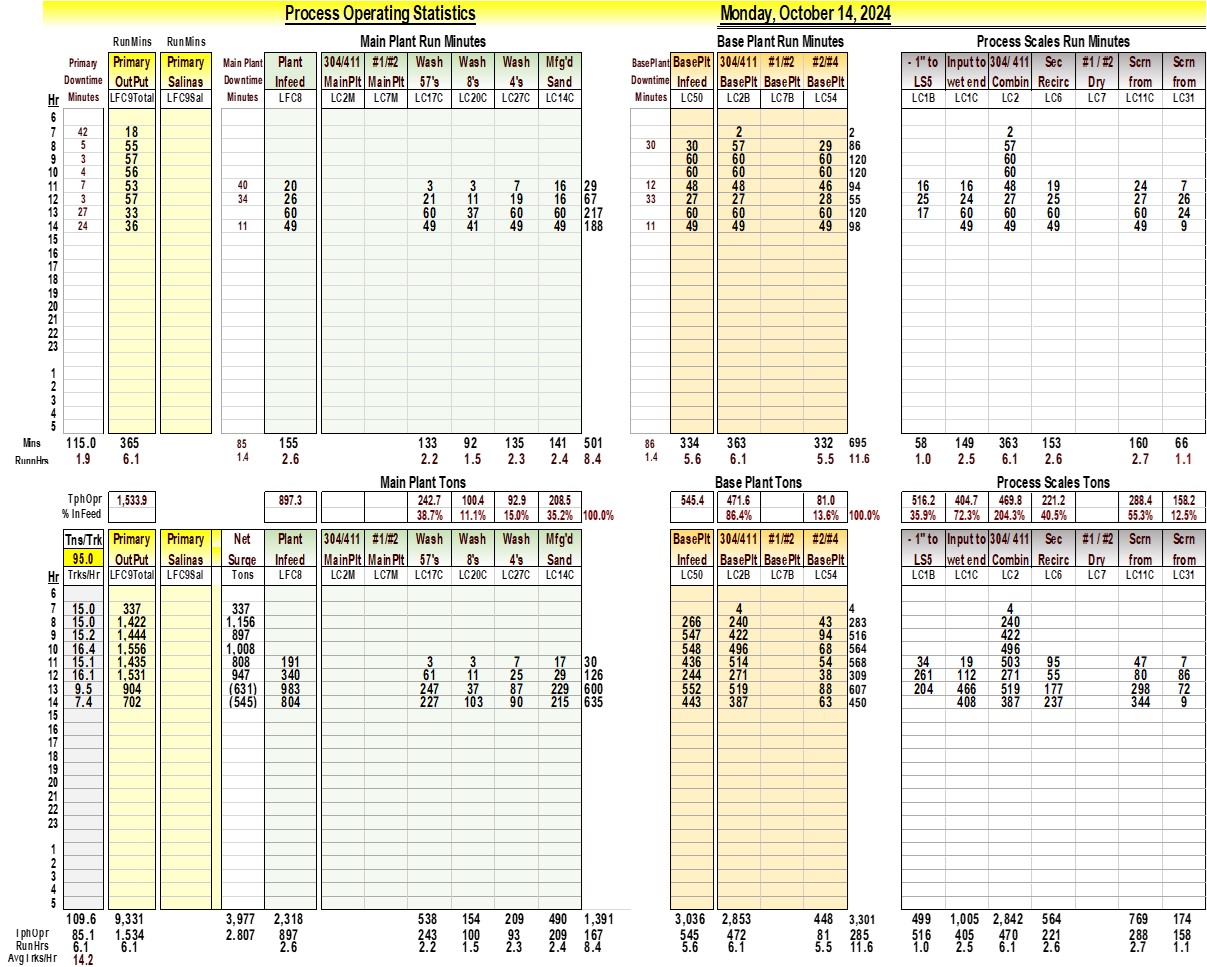 Process Operating Statistics Monday, October 14, 2024
RunMins RunMins Main Plant Run Minutes Base Plant Run Minutes Process Scales Run Minutes
Primary Primary Primary Main Plant Plant 304/411 #1/#2 Wash Wash Wash Mfg'd BasePlant BasePlt 304/411 #1/#2 #2/#4 - 1" to Input to 304/ 411 Sec #1 / #2 Scrn Scrn
Downtime OutPut Salinas Downtime Infeed MainPlt MainPlt 57's 8's 4's Sand Downtime Infeed BasePlt BasePlt BasePlt LS5 wet end Combin Recirc Dry from from
Hr Minutes LFC9Total LFC9Sal Minutes LFC8 LC2M LC7M LC17C LC20C LC27C LC14C Minutes LC50 LC2B LC7B LC54 LC1B LC1C LC2 LC6 LC7 LC11C LC31
6
7 42 18 2 2 2
8 5 55 30 30 57 29 86 57
9 3 57 60 60 60 120 60
10 4 56 60 60 60 120 60
11 7 53 40 20 3 3 7 16 29 12 48 48 46 94 16 16 48 19 24 7
12 3 57 34 26 21 11 19 16 67 33 27 27 28 55 25 24 27 25 27 26
13 27 33 60 60 37 60 60 217 60 60 60 120 17 60 60 60 60 24
14 24 36 11 49 49 41 49 49 188 11 49 49 49 98 49 49 49 49 9
15
16
17
18
19
20
21
22
23
1
2
3
4
5
Mins 115.0 365 85 155 133 92 135 141 501 86 334 363 332 695 58 149 363 153 160 66
RunnHrs 1.9 6.1 1.4 2.6 2.2 1.5 2.3 2.4 8.4 1.4 5.6 6.1 5.5 11.6 1.0 2.5 6.1 2.6 2.7 1.1
Main Plant Tons Base Plant Tons Process Scales Tons
TphOpr 1,533.9 897.3 242.7 100.4 92.9 208.5 545.4 471.6 81.0 516.2 404.7 469.8 221.2 288.4 158.2
% InFeed 38.7% 11.1% 15.0% 35.2% 100.0% 86.4% 13.6% 100.0% 35.9% 72.3% 204.3% 40.5% 55.3% 12.5%
Tns/Trk Primary Primary Net Plant 304/411 #1/#2 Wash Wash Wash Mfg'd BasePlt 304/411 #1/#2 #2/#4 - 1" to Input to 304/ 411 Sec #1 / #2 Scrn Scrn
95.0 OutPut Salinas Surge Infeed MainPlt MainPlt 57's 8's 4's Sand Infeed BasePlt BasePlt BasePlt LS5 wet end Combin Recirc Dry from from
Hr Trks/Hr LFC9Total LFC9Sal Tons LFC8 LC2M LC7M LC17C LC20C LC27C LC14C LC50 LC2B LC7B LC54 LC1B LC1C LC2 LC6 LC7 LC11C LC31
6
7 15.0 337 337 4 4 4
8 15.0 1,422 1,156 266 240 43 283 240
9 15.2 1,444 897 547 422 94 516 422
10 16.4 1,556 1,008 548 496 68 564 496
11 15.1 1,435 808 191 3 3 7 17 30 436 514 54 568 34 19 503 95 47 7
12 16.1 1,531 947 340 61 11 25 29 126 244 271 38 309 261 112 271 55 80 86
13 9.5 904 (631) 983 247 37 87 229 600 552 519 88 607 204 466 519 177 298 72
14 7.4 702 (545) 804 227 103 90 215 635 443 387 63 450 408 387 237 344 9
15
16
17
18
19
20
21
22
23
1
2
3
4
5
109.6 9,331 3,977 2,318 538 154 209 490 1,391 3,036 2,853 448 3,301 499 1,005 2,842 564 769 174
TphOpr 85.1 1,534 2.807 897 243 100 93 209 167 545 472 81 285 516 405 470 221 288 158
RunHrs 6.1 6.1 2.6 2.2 1.5 2.3 2.4 8.4 5.6 6.1 5.5 11.6 1.0 2.5 6.1 2.6 2.7 1.1
AvgTrks/Hr 14.2